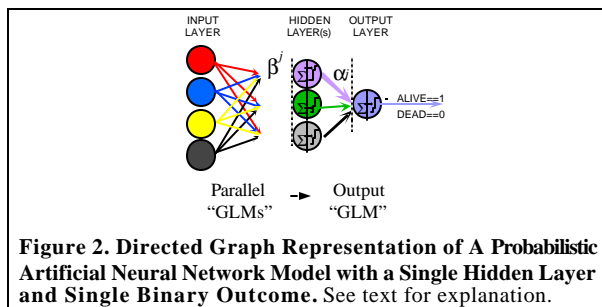 INPUT LAYER
HIDDEN LAYER(s)
OUTPUT LAYER
β^j
α^j
Σ
Σ
Σ
Σ
ALIVE==1
DEAD==0
Parallel "GLMs"
Output "GLM"
Figure 2. Directed Graph Representation of A Probabilistic
Artificial Neural Network Model with a Single Hidden Layer
and Single Binary Outcome. See text for explanation.